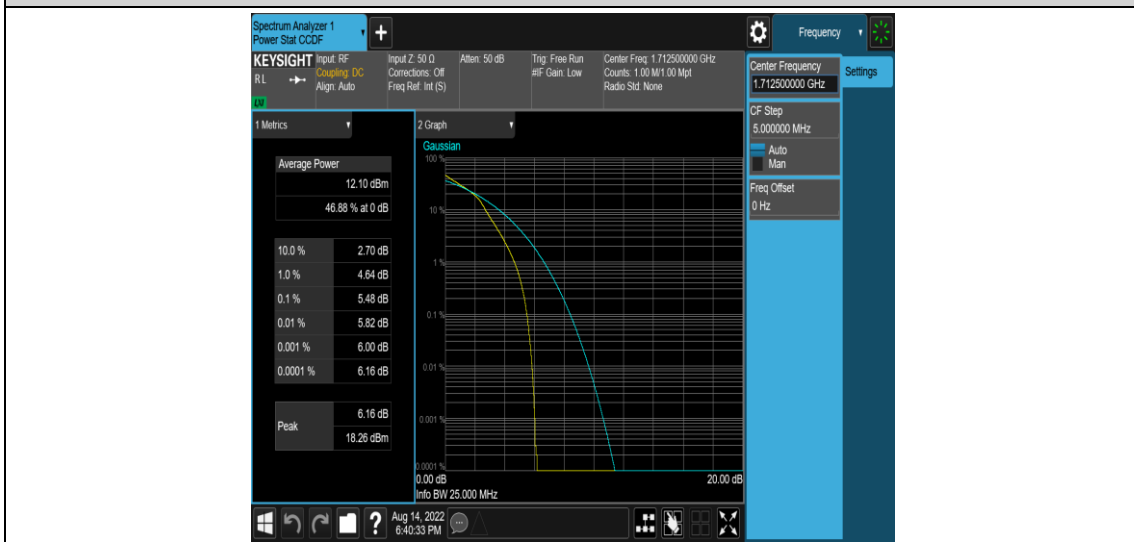 Spectrum Analyzer 1
Power Stat CCDF
Frequency
KEYSIGHT
RL
Input: RF
Coupling: DC
Align: Auto
Input Z: 50 Ω
Corrections: Off
Freq Ref: Int (S)
Atten: 50 dB
Trig: Free Run
#IF Gain: Low
Center Freq: 1.712500000 GHz
Counts: 1.00 M/1.00 Mpt
Radio Std: None
Center Frequency
1.712500000 GHz
Settings
CF Step
5.000000 MHz
Auto
Man
Freq Offset
0 Hz
1 Metrics
Average Power
12.10 dBm
46.88 % at 0 dB
10.0 % 2.70 dB
1.0 % 4.64 dB
0.1 % 5.48 dB
0.01 % 5.82 dB
0.001 % 6.00 dB
0.0001 % 6.16 dB
Peak
6.16 dB
18.26 dBm
2 Graph
Gaussian
100 %
10 %
1 %
0.1 %
0.01 %
0.001 %
0.0001 %
0.00 dB 20.00 dB
Info BW 25.000 MHz
?
Aug 14, 2022
6:40:33 PM